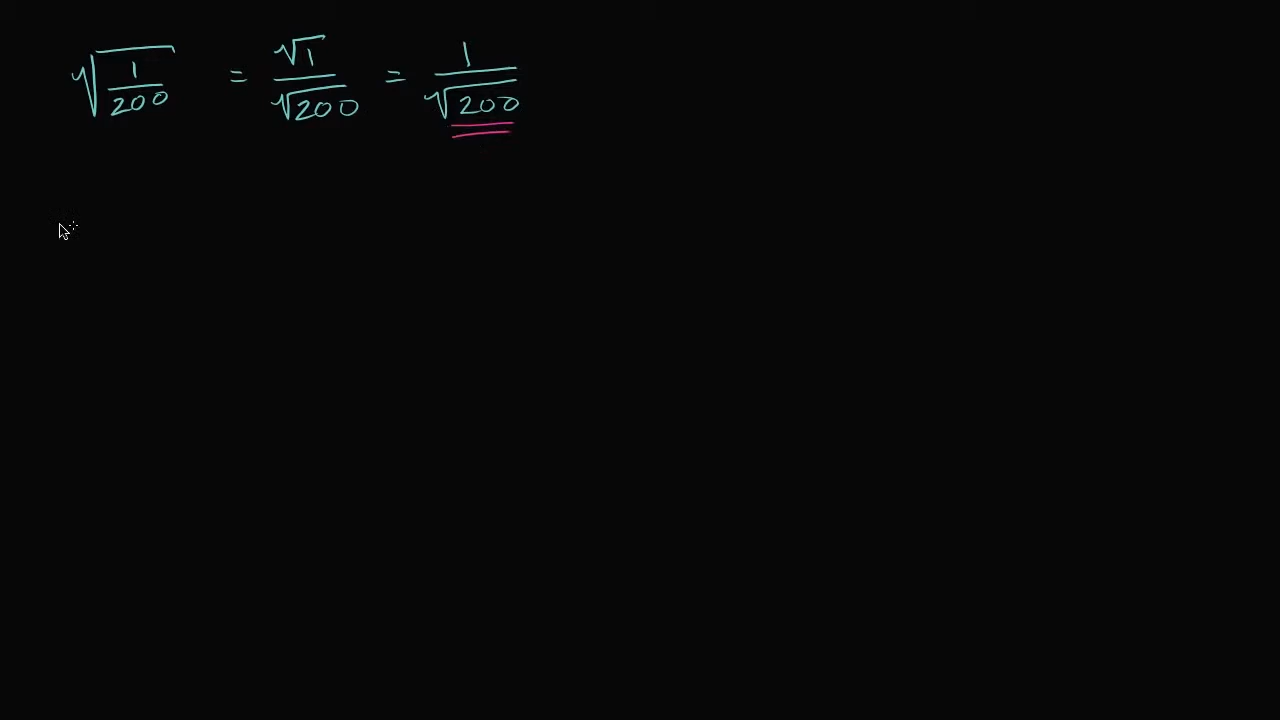 √(1/200) = √1/√200 = 1/√200